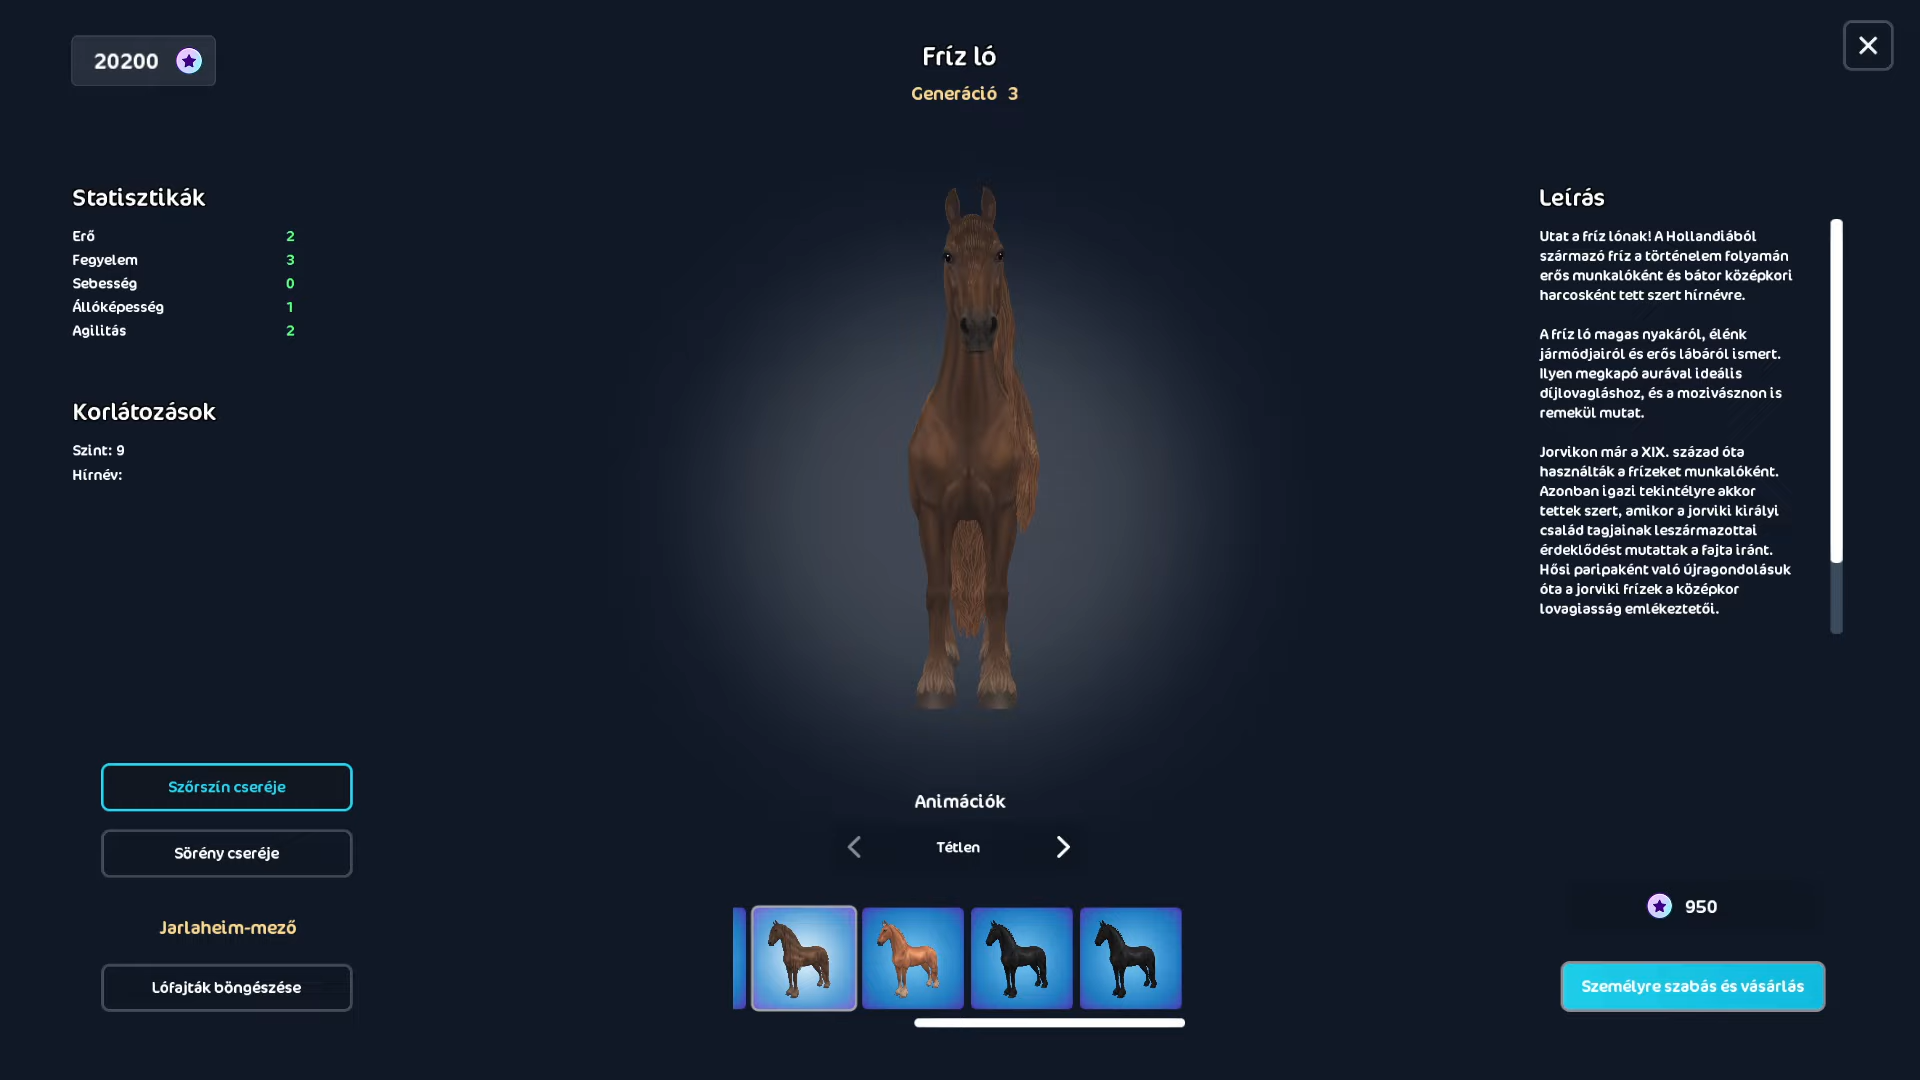 20200
Fríz ló
Generáció 3
Statisztikák
Erő 2
Fegyelem 3
Sebesség 0
Állóképesség 1
Agilitás 2
Korlátozások
Szint: 9
Hírnév:
Leírás
Utat a fríz lónak! A Hollandiából
származó fríz a történelem folyamán
erős munkalóként és bátor középkori
harcosként tett szert hírnévre.
A fríz ló magas nyakáról, élénk
jármódjairól és erős lábáról ismert.
Ilyen megkapó aurával ideális
díjlovagláshoz, és a mozivásznon is
remekül mutat.
Jorvikon már a XIX. század óta
használták a frízeket munkalóként.
Azonban igazi tekintélyre akkor
tettek szert, amikor a jorviki királyi
család tagjainak leszármazottai
érdeklődést mutattak a fajta iránt.
Hősi paripaként való újragondolásuk
óta a jorviki frízek a középkor
lovagiasság emlékeztetői.
Szőrszín cseréje
Sörény cseréje
Jarlaheim-mező
Lófajták böngészése
Animációk
Tétlen
950
Személyre szabás és vásárlás